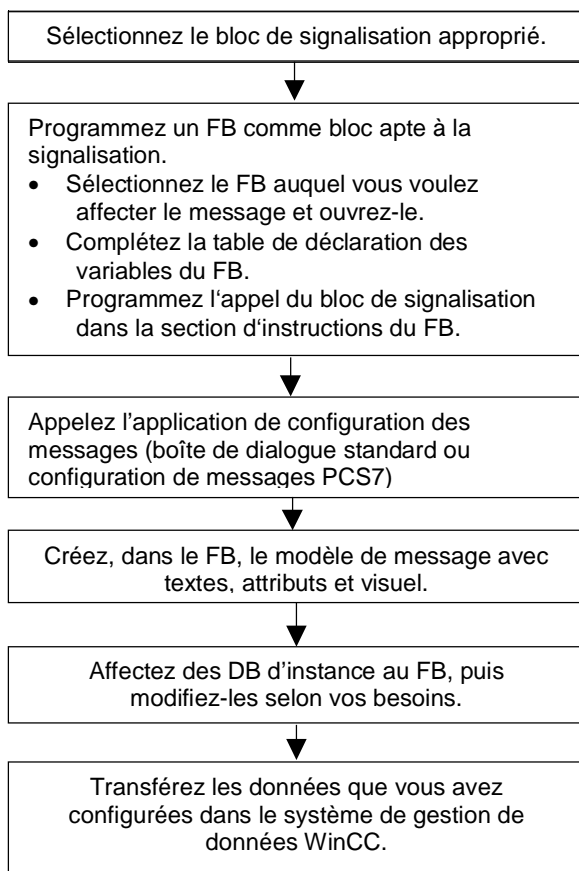 Sélectionnez le bloc de signalisation approprié.
Programmez un FB comme bloc apte à la
signalisation.
• Sélectionnez le FB auquel vous voulez
affecter le message et ouvrez-le.
• Complétez la table de déclaration des
variables du FB.
• Programmez l‘appel du bloc de signalisation
dans la section d‘instructions du FB.
Appelez l’application de configuration des
messages (boîte de dialogue standard ou
configuration de messages PCS7)
Créez, dans le FB, le modèle de message avec
textes, attributs et visuel.
Affectez des DB d’instance au FB, puis
modifiez-les selon vos besoins.
Transférez les données que vous avez
configurées dans le système de gestion de
données WinCC.